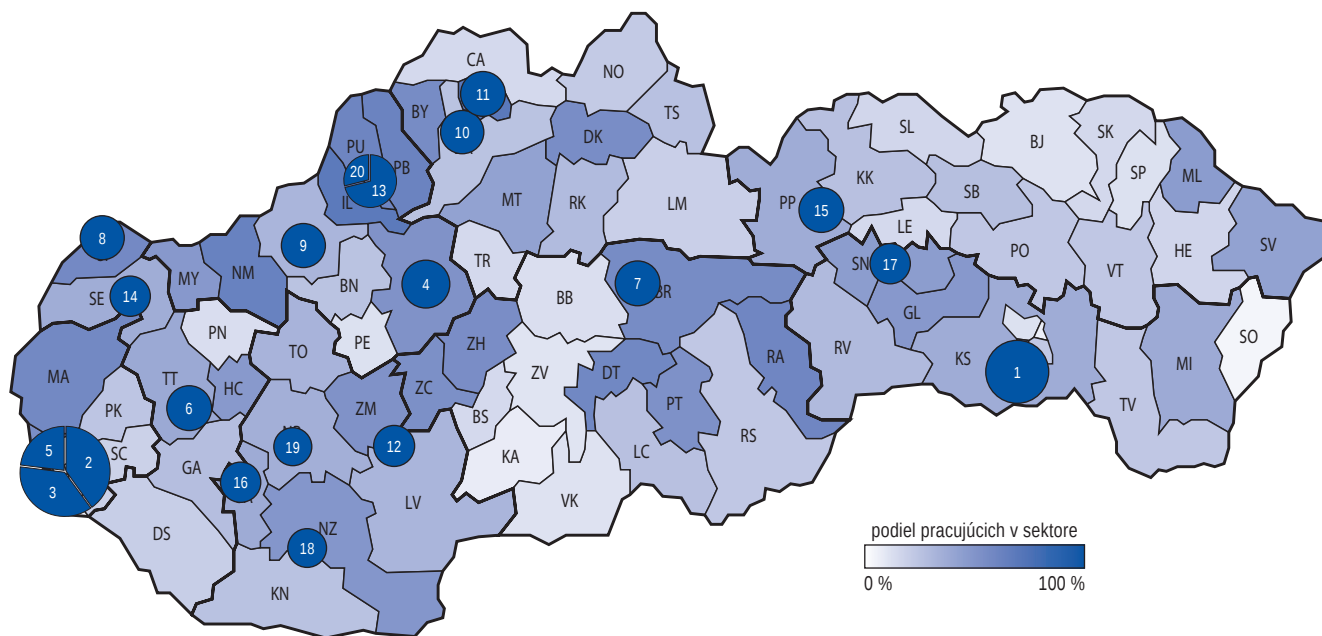 CA
NO
BY
11
TS
10
DK
PU
PB
20
13
IL
MT
RK
LM
SL
BJ
SK
SP
ML
KK
SB
PP
15
LE
PO
VT
HE
SV
8
9
MY
NM
BN
4
TR
BB
7
BR
SN
17
GL
SE
14
PN
PE
TO
ZH
RV
KS
1
SO
MI
TV
MA
TT
HC
6
PK
SC
ZM
ZC
BS
ZV
DT
PT
RA
5
2
3
GA
16
19
12
KA
LC
RS
DS
NZ
18
LV
VK
KN
podiel pracujúcich v sektore
0 %
100 %